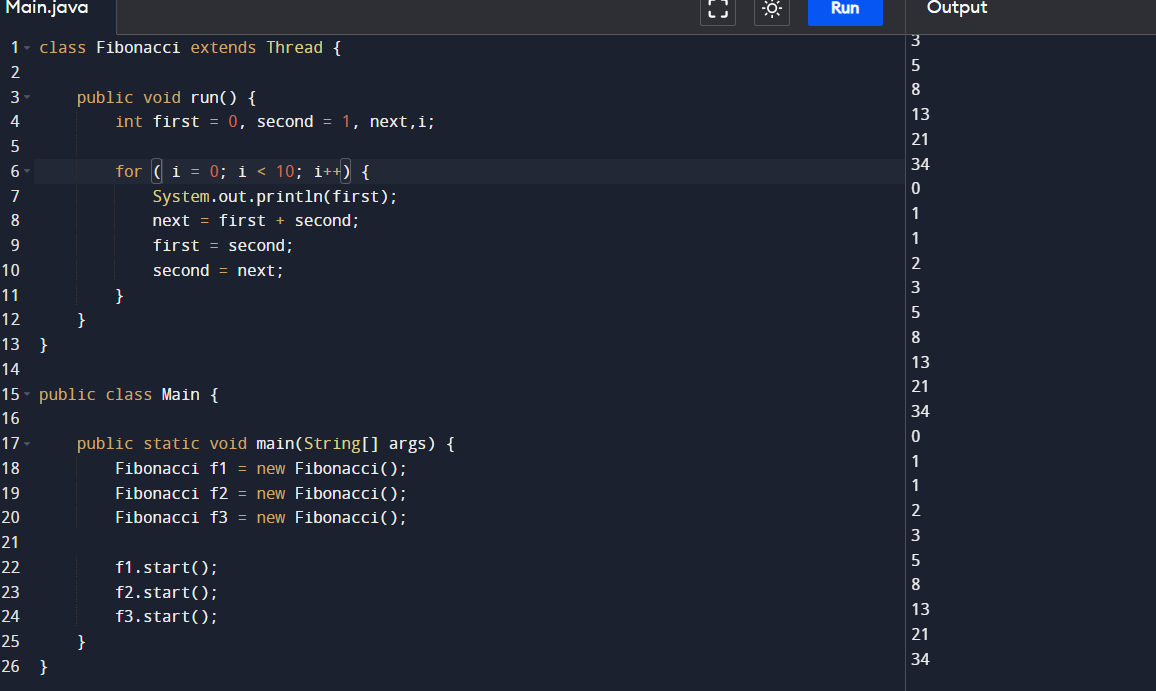 Main.java
Run
Output
1 class Fibonacci extends Thread {
2
3 public void run() {
4 int first = 0, second = 1, next,i;
5
6 for ( i = 0; i < 10; i++) {
7 System.out.println(first);
8 next = first + second;
9 first = second;
10 second = next;
11 }
12 }
13 }
14
15 public class Main {
16
17 public static void main(String[] args) {
18 Fibonacci f1 = new Fibonacci();
19 Fibonacci f2 = new Fibonacci();
20 Fibonacci f3 = new Fibonacci();
21
22 f1.start();
23 f2.start();
24 f3.start();
25 }
26 }
3
5
8
13
21
34
0
1
1
2
3
5
8
13
21
34
0
1
1
2
3
5
8
13
21
34